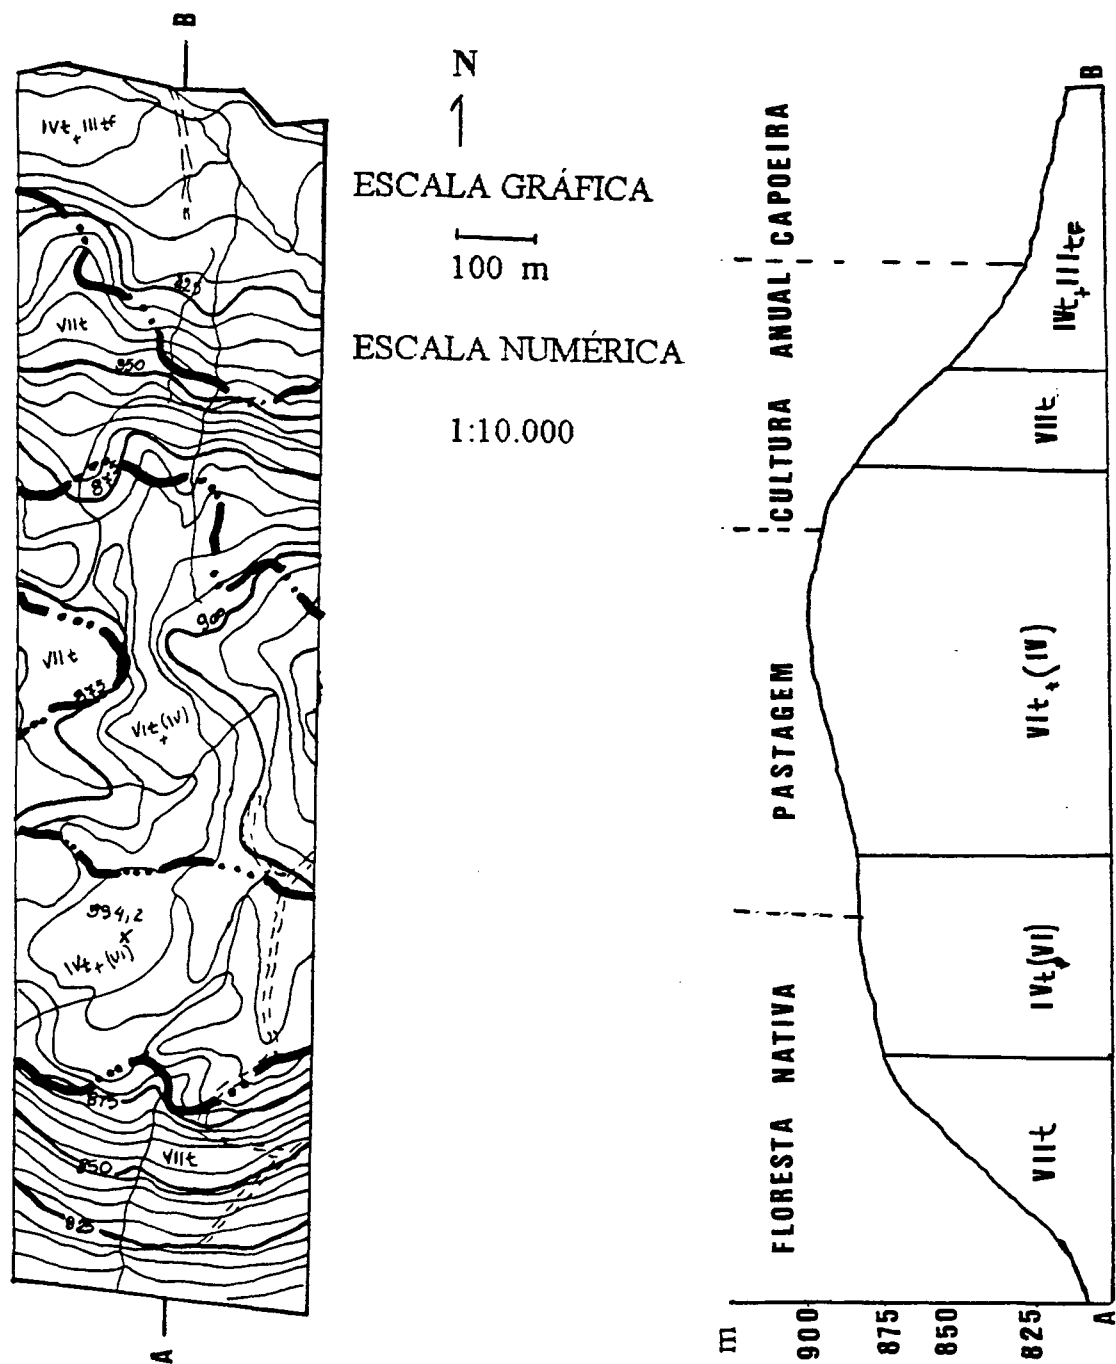 B
IVt+IIItf
825
VIIt
850
875
900
VIIt
875
VIt+(IV)
894,2
x
IVt+(VI)
875
850
VIIt
825
A
N
ESCALA GRÁFICA
100 m
ESCALA NUMÉRICA
1:10.000
FLORESTA NATIVA
PASTAGEM
CULTURA ANUAL
CAPOEIRA
VIIt
IVt+(VI)
VIt+(IV)
VIIt
IVt+IIItf
m
900
875
850
825
A
B